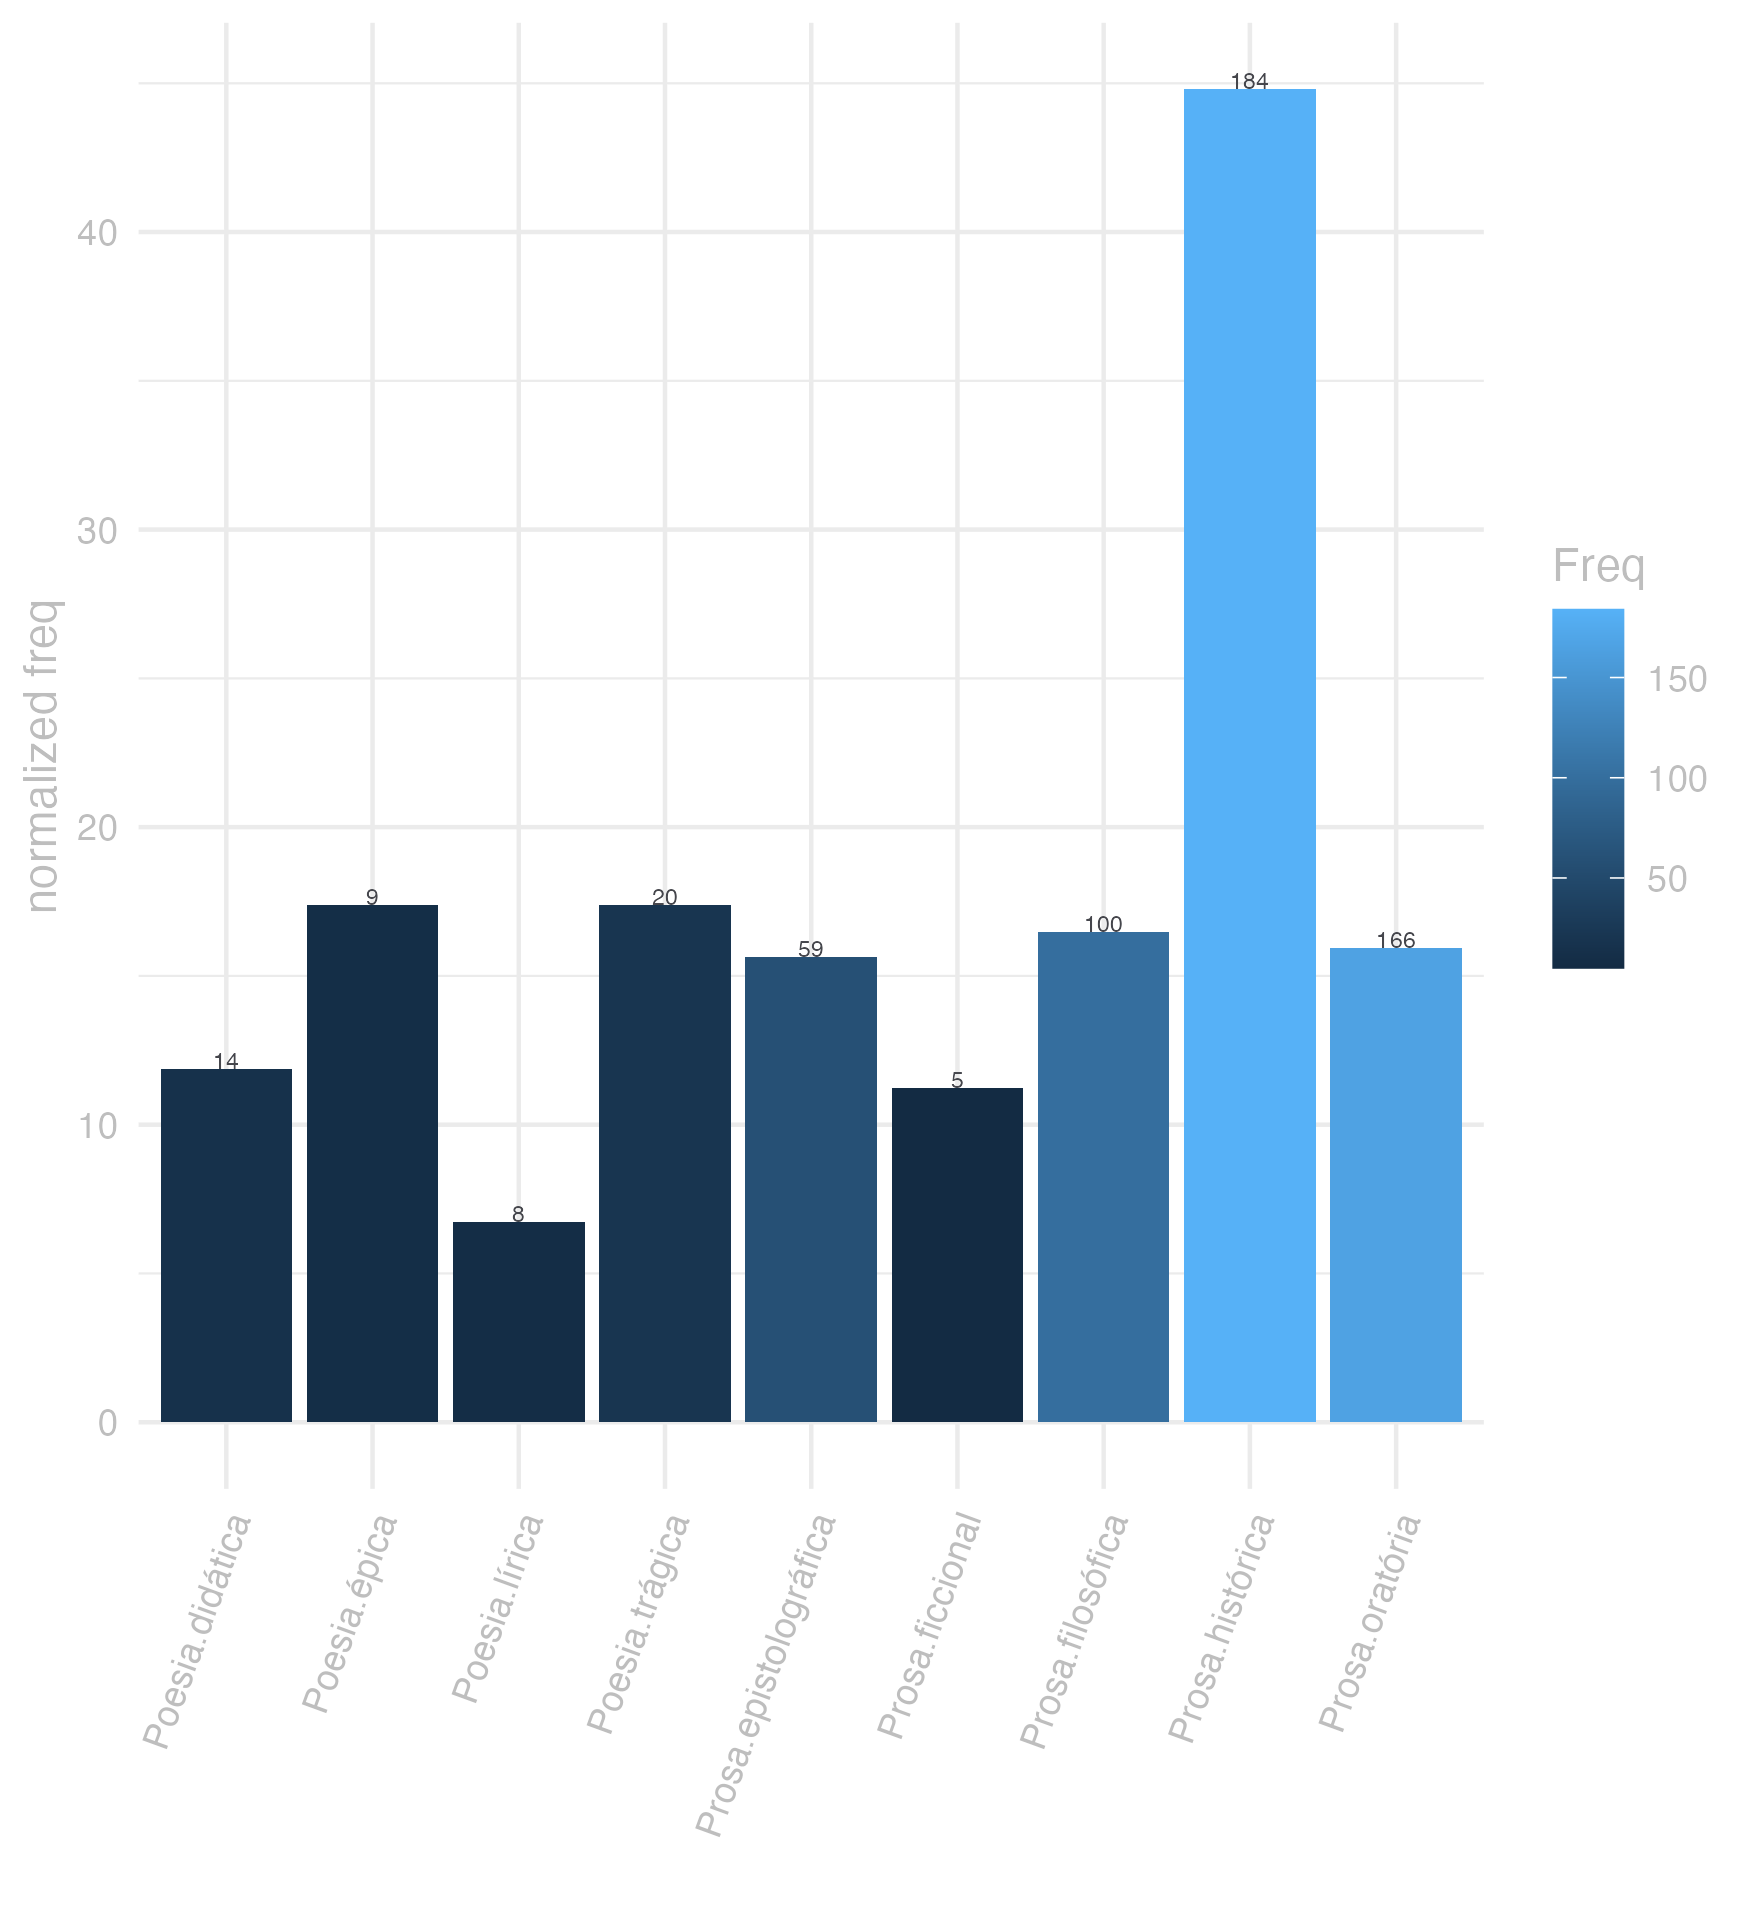 184
40
30
Freq
150
100
50
normalized freq
20
9
20
59
100
166
14
5
10
8
0
Poesia.didática
Poesia.épica
Poesia.lírica
Poesia.trágica
Prosa.epistolográfica
Prosa.ficcional
Prosa.filosófica
Prosa.histórica
Prosa.oratória